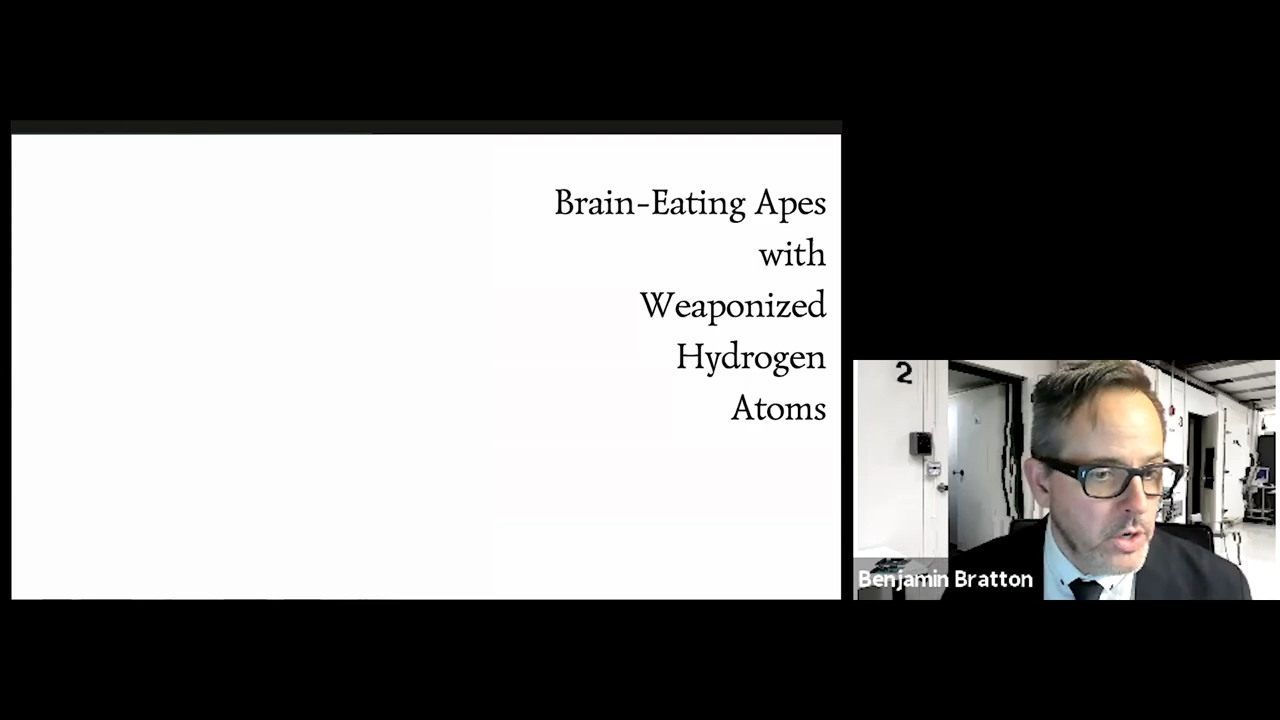 Brain-Eating Apes
with
Weaponized
Hydrogen
Atoms
2
Benjamin Bratton